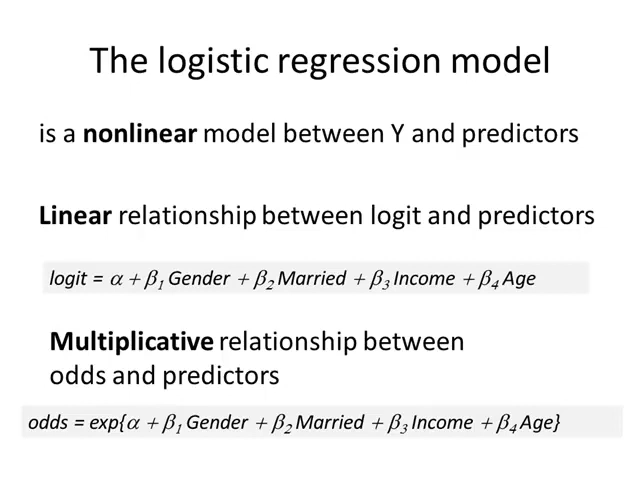 The logistic regression model
is a nonlinear model between Y and predictors
Linear relationship between logit and predictors
logit = α + β₁ Gender + β₂ Married + β₃ Income + β₄ Age
Multiplicative relationship between
odds and predictors
odds = exp{α + β₁ Gender + β₂ Married + β₃ Income + β₄ Age}